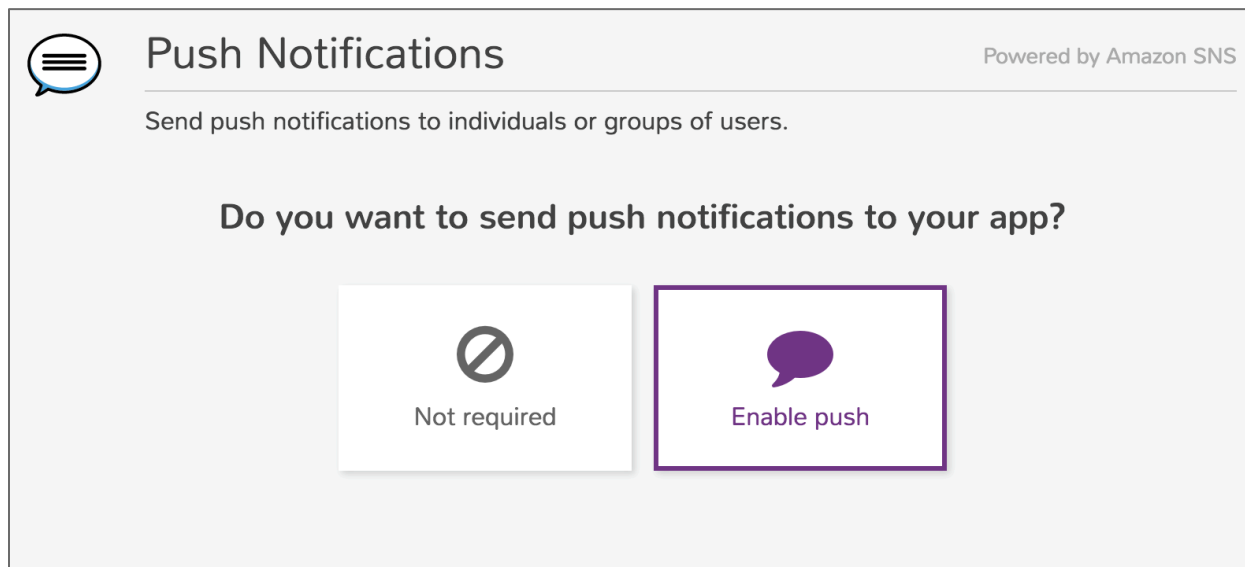 Push Notifications
Powered by Amazon SNS
Send push notifications to individuals or groups of users.
Do you want to send push notifications to your app?
Not required
Enable push